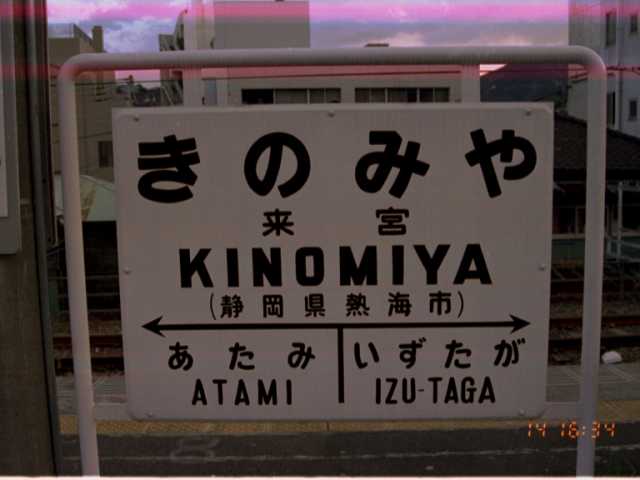 きのみや
来宮
KINOMIYA
(静岡県熱海市)
あたみ いずたが
ATAMI IZU-TAGA
14 16:34